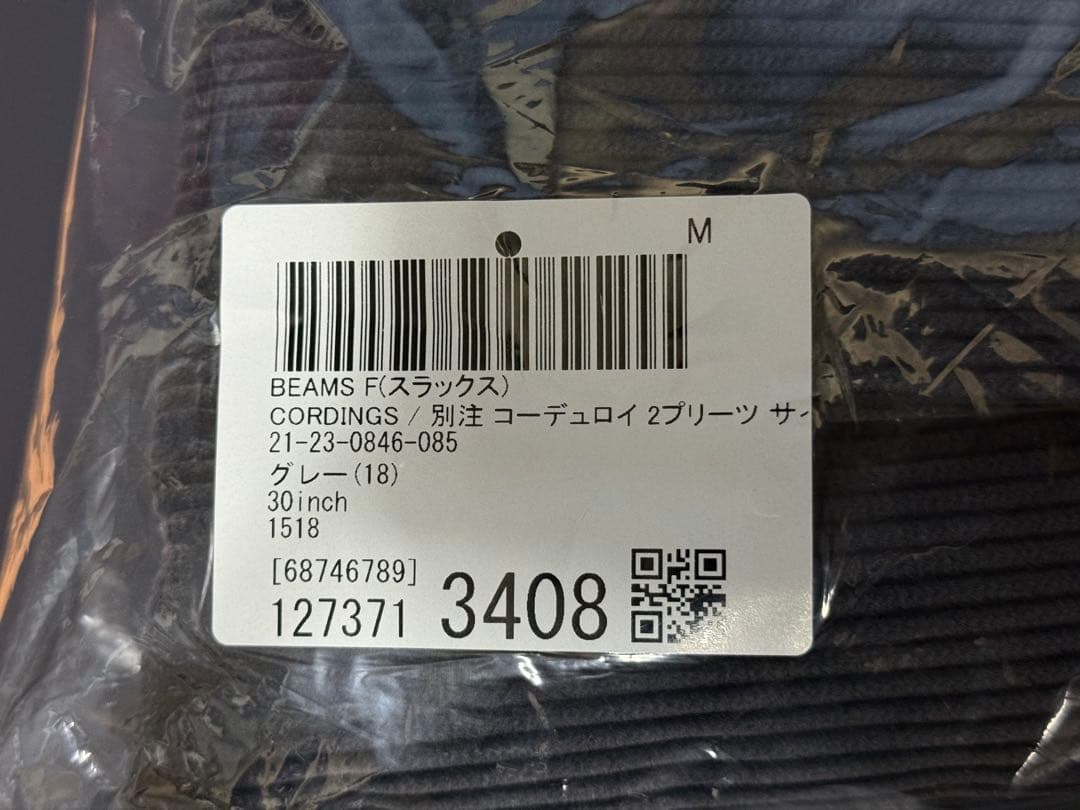 M
BEAMS F(スラックス)
CORDINGS / 別注 コーデュロイ 2プリーツ サイ
21-23-0846-085
グレー(18)
30inch
1518
[68746789]
127371 3408